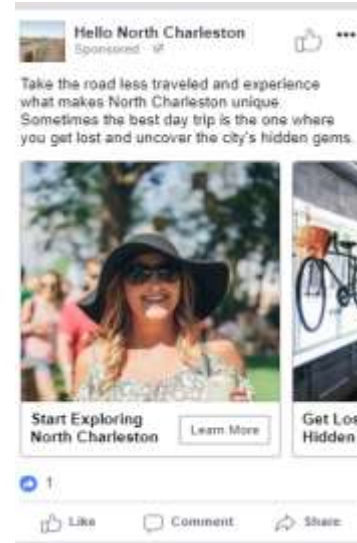 Hello North Charleston
Sponsored
Take the road less traveled and experience
what makes North Charleston unique.
Sometimes the best day trip is the one where
you get lost and uncover the city's hidden gems.
Start Exploring
North Charleston
Learn More
Get Los
Hidden
1
Like
Comment
Share